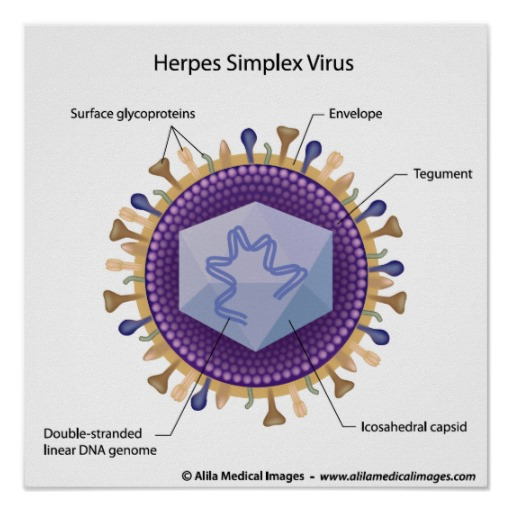 Herpes Simplex Virus
Surface glycoproteins
Envelope
Tegument
Double-stranded
linear DNA genome
Icosahedral capsid
© Alila Medical Images - www.alilamedicalimages.com